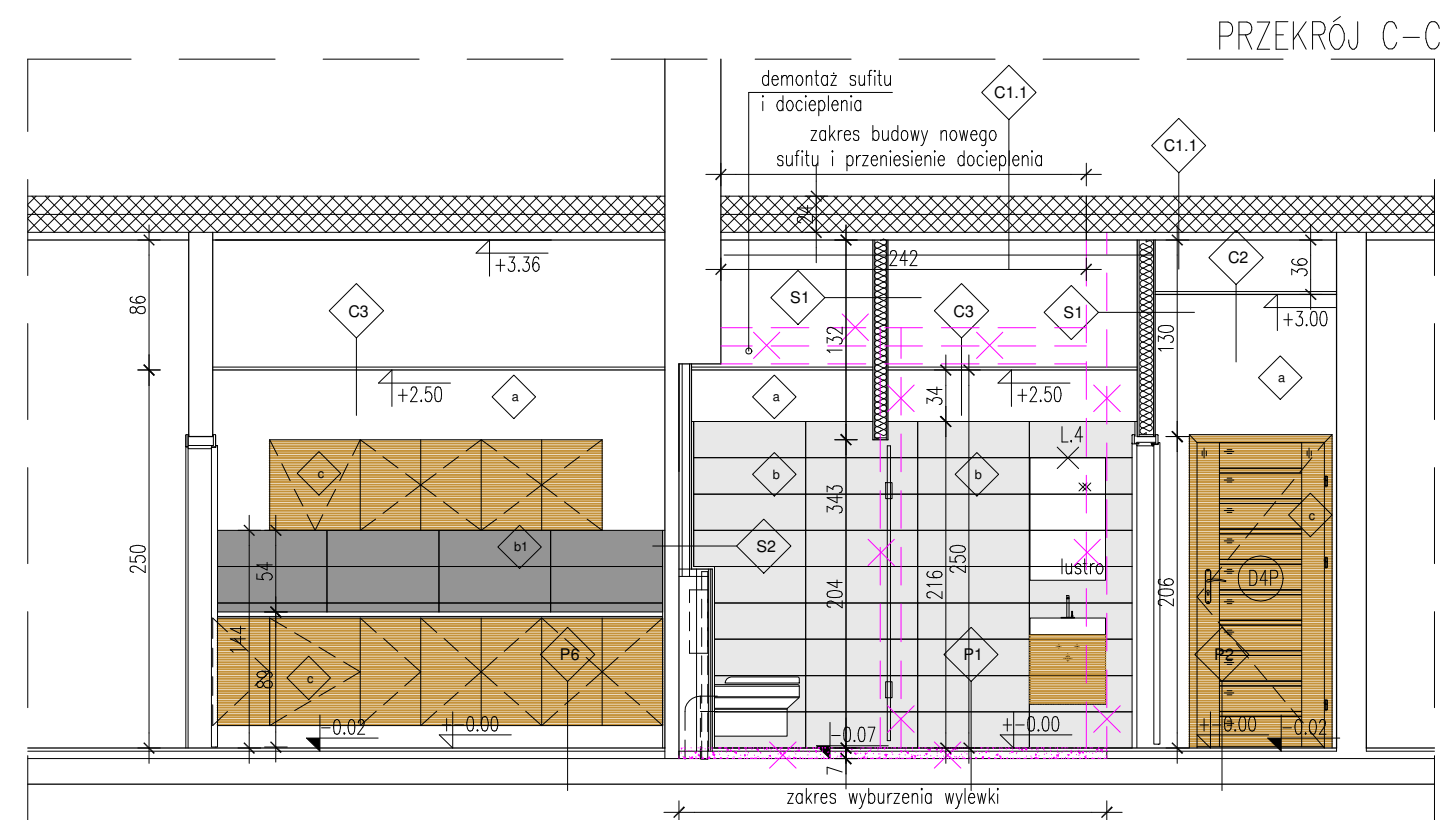 PRZEKRÓJ C-C
demontaż sufitu
i docieplenia
zakres budowy nowego
sufitu i przeniesienie docieplenia
C1.1
C1.1
24
242
C2
36
+3.36
86
C3
S1
132
C3
S1
130
+3.00
+2.50
a
a
34
+2.50
a
L.4
c
b
b
343
250
b1
S2
lustro
c
54
204
216
250
206
D4P
144
89
c
P6
P1
P2
-0.02
+-0.00
-0.07
+-0.00
+-0.00
-0.02
7
zakres wyburzenia wylewki